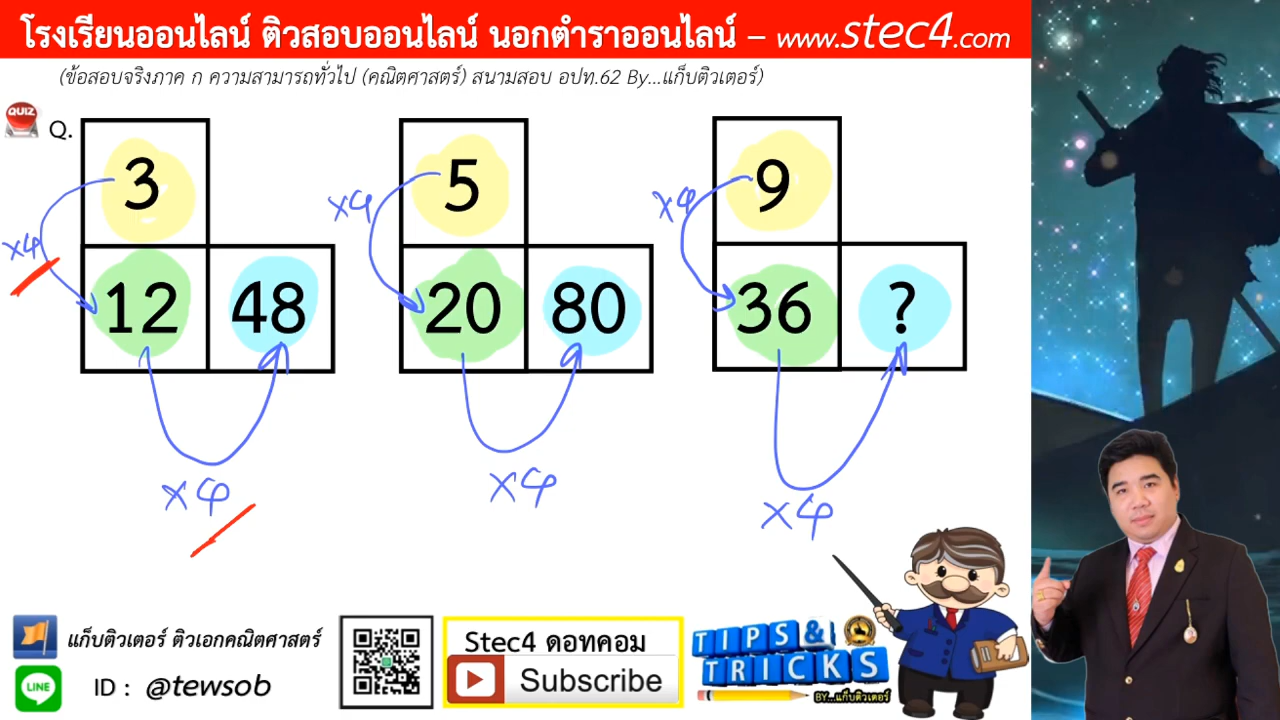 โรงเรียนออนไลน์ ติวสอบออนไลน์ นอกตำราออนไลน์ – www.stec4.com
(ข้อสอบจริงภาค ก ความสามารถทั่วไป (คณิตศาสตร์) สนามสอบ อปท.62 By...แก็บติวเตอร์)
QUIZ
Q.
3
5
9
x4
x4
x4
12 48
20 80
36 ?
x4
x4
x4
แก็บติวเตอร์ ติวเอกคณิตศาสตร์
LINE
ID : @tewsob
Stec4 ดอทคอม
Subscribe
TIPS &
TRICKS
BY...แก็บติวเตอร์